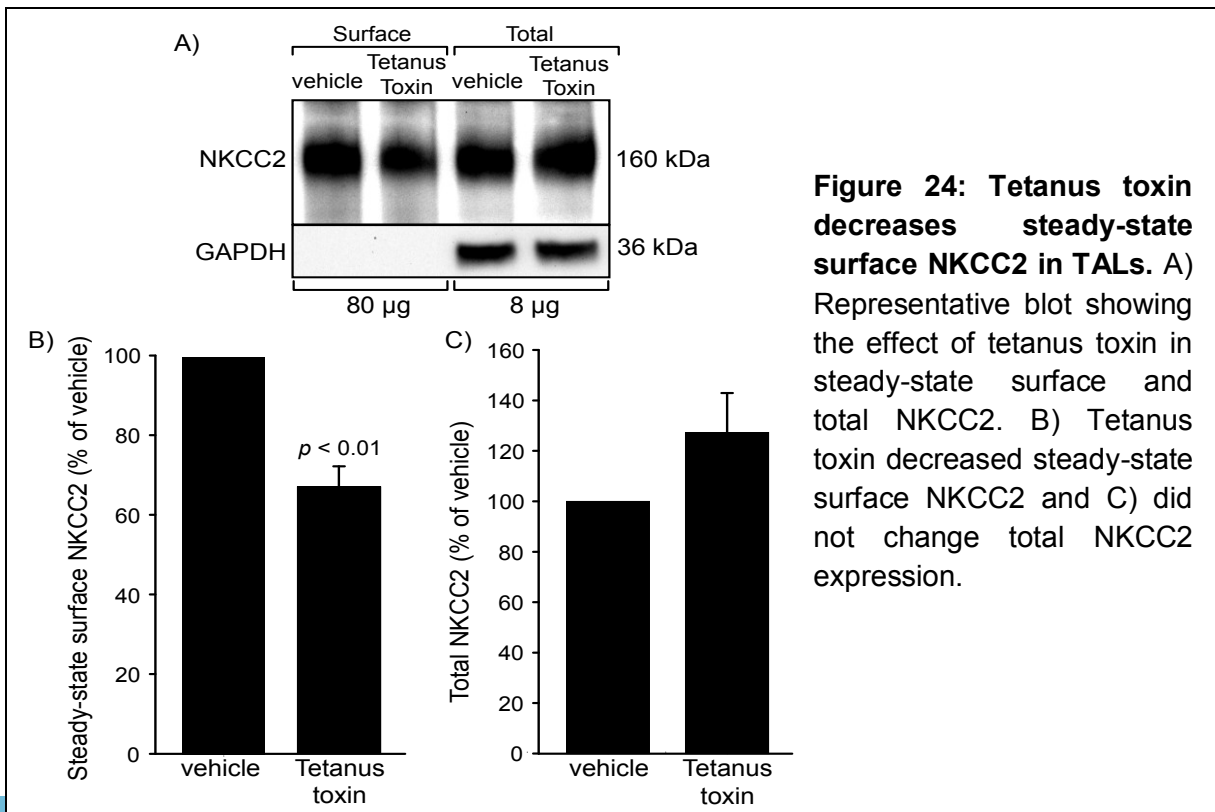 A)
Surface Total
vehicle Tetanus Toxin vehicle Tetanus Toxin
NKCC2 160 kDa
GAPDH 36 kDa
80 µg 8 µg
B)
Steady-state surface NKCC2 (% of vehicle)
100
80
60
40
20
0
p < 0.01
vehicle Tetanus
toxin
C)
Total NKCC2 (% of vehicle)
160
140
120
100
80
60
40
20
0
vehicle Tetanus
toxin
Figure 24: Tetanus toxin
decreases steady-state
surface NKCC2 in TALs. A)
Representative blot showing
the effect of tetanus toxin in
steady-state surface and
total NKCC2. B) Tetanus
toxin decreased steady-state
surface NKCC2 and C) did
not change total NKCC2
expression.